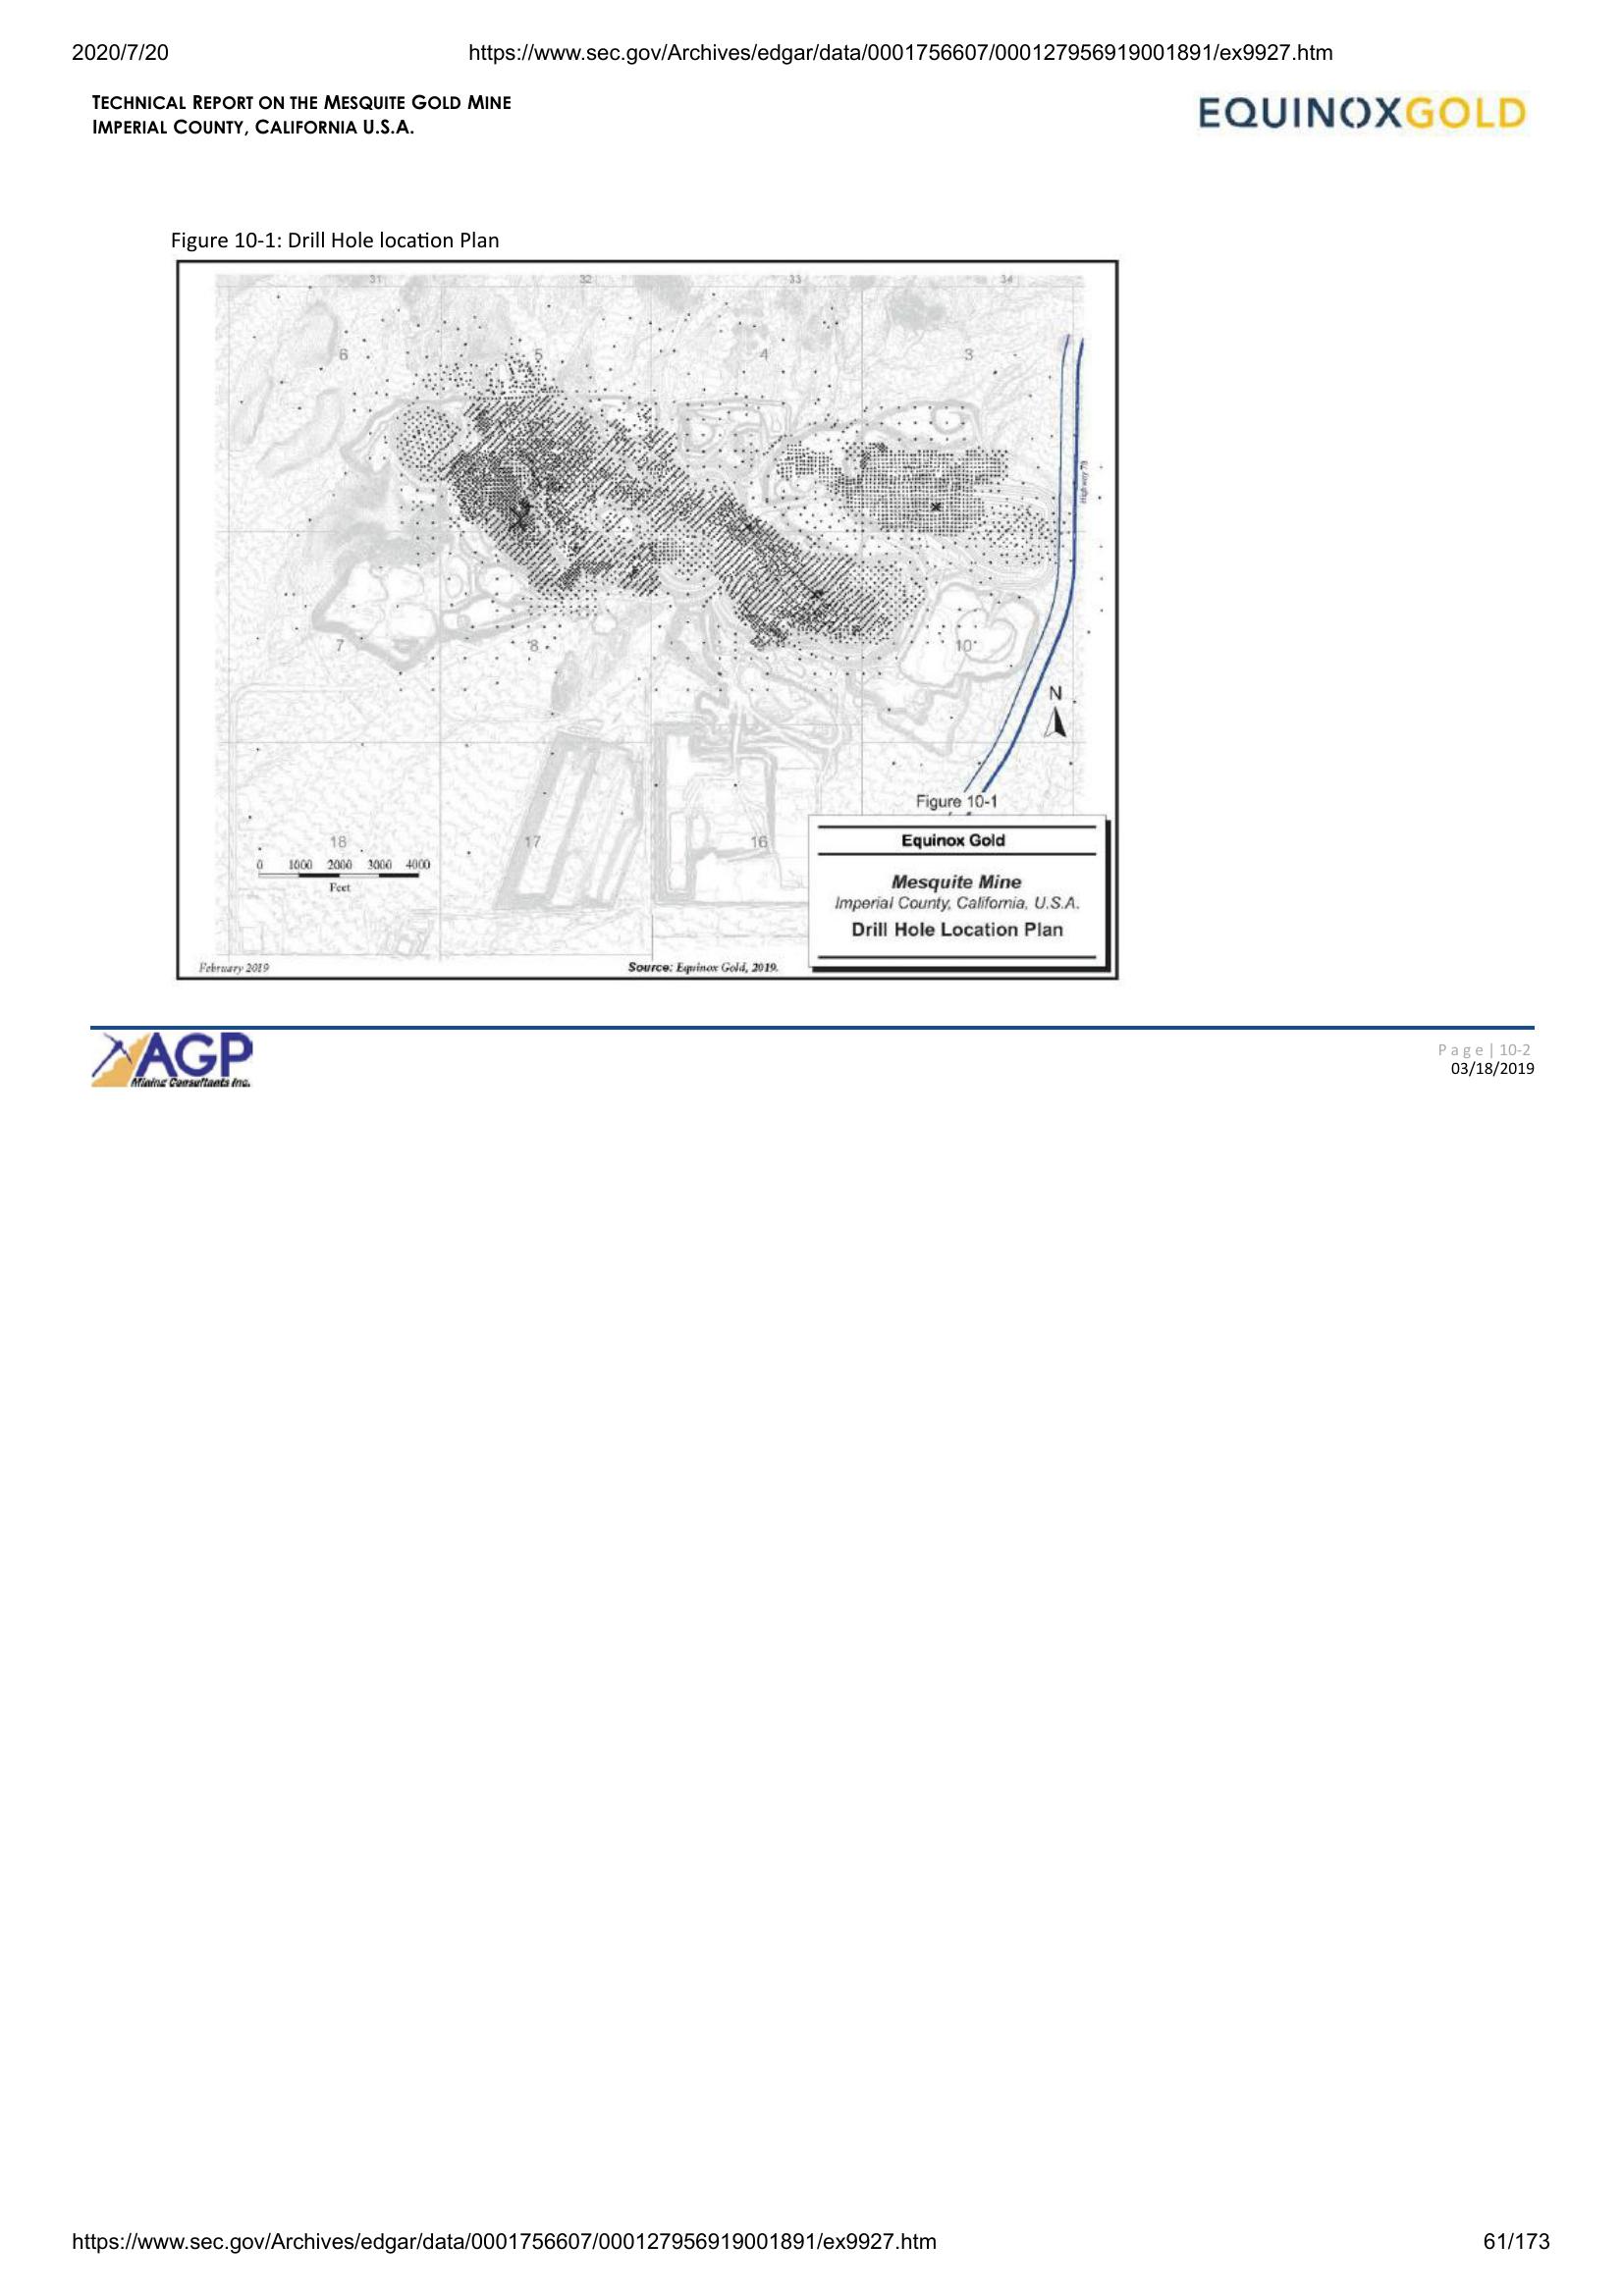 2020/7/20 https://www.sec.gov/Archives/edgar/data/0001756607/000127956919001891/ex9927.htm
TECHNICAL REPORT ON THE MESQUITE GOLD MINE
IMPERIAL COUNTY, CALIFORNIA U.S.A.
EQUINOXGOLD
Figure 10-1: Drill Hole location Plan
31 32 33 34
6 5 4 3
Highway 78
7 8 10
N
Figure 10-1
18 17 16
0 1000 2000 3000 4000
Feet
Equinox Gold
Mesquite Mine
Imperial County, California, U.S.A.
Drill Hole Location Plan
February 2019
Source: Equinox Gold, 2019.
AGP
Mining Consultants Inc.
Page | 10-2
03/18/2019
https://www.sec.gov/Archives/edgar/data/0001756607/000127956919001891/ex9927.htm 61/173